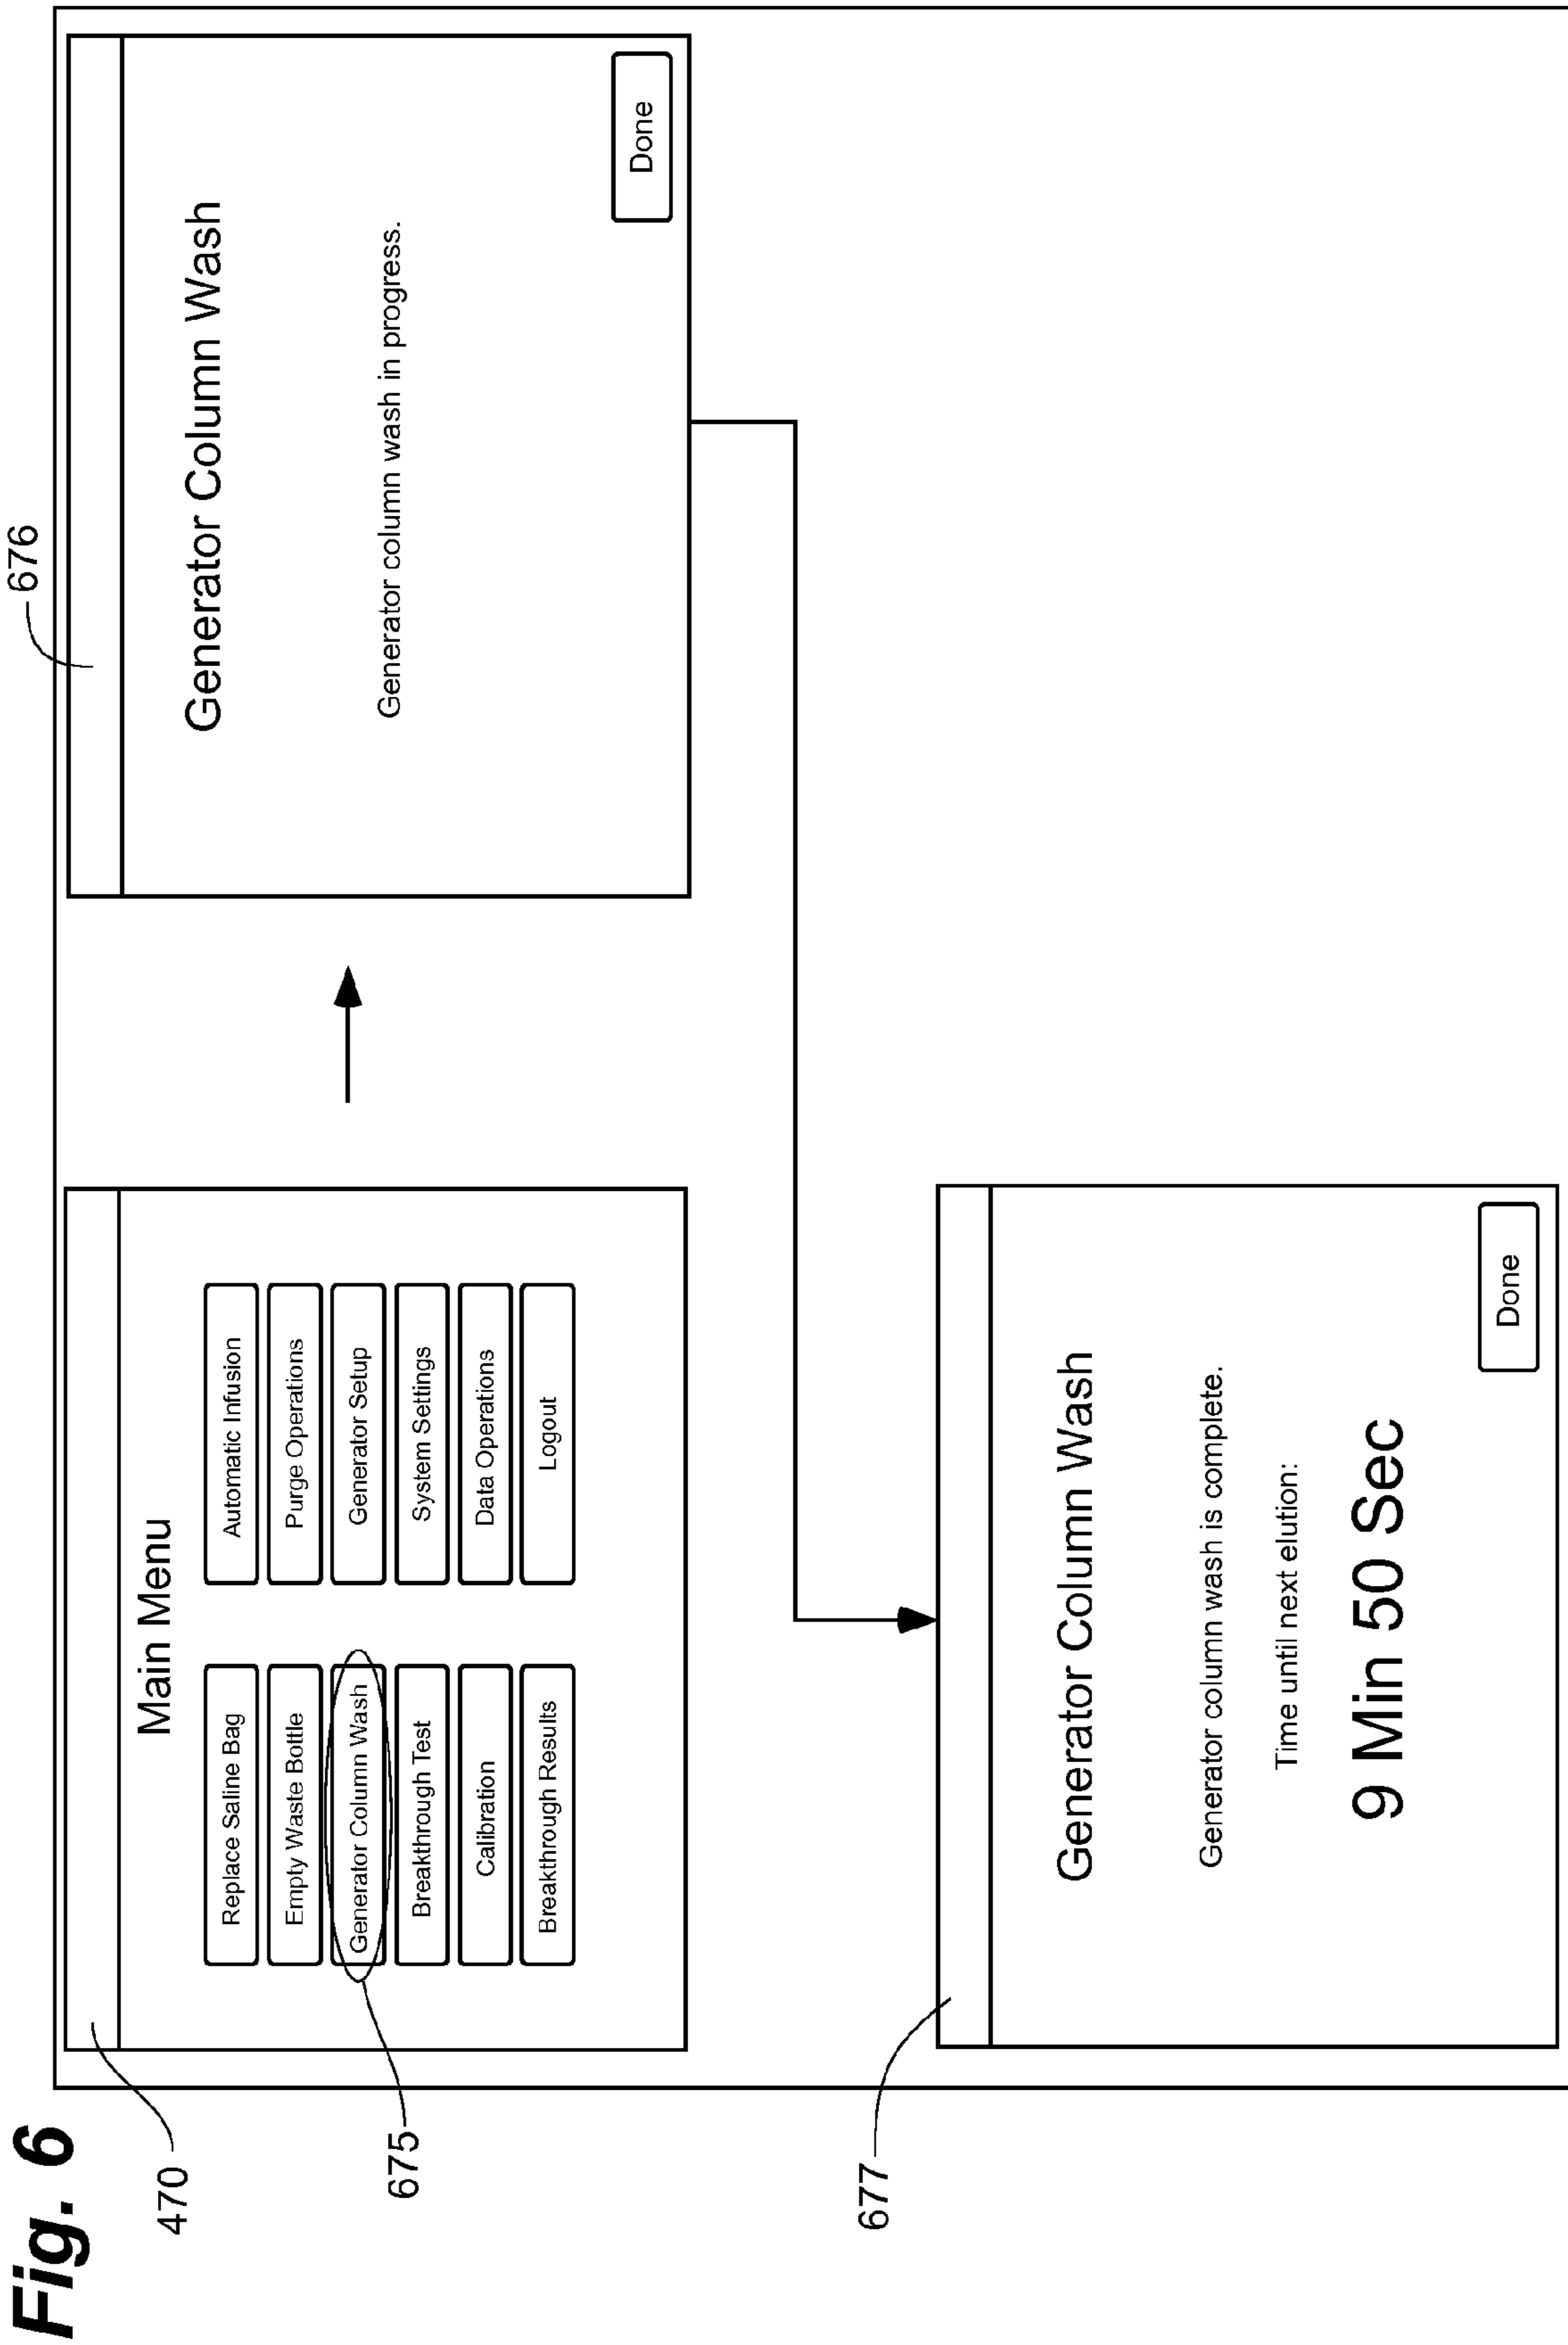 Fig. 6
470
Main Menu
Replace Saline Bag
Automatic Infusion
Empty Waste Bottle
Purge Operations
Generator Column Wash
Generator Setup
Breakthrough Test
System Settings
Calibration
Data Operations
Breakthrough Results
Logout
675
676
Generator Column Wash
Generator column wash in progress.
Done
677
Generator Column Wash
Generator column wash is complete.
Time until next elution:
9 Min 50 Sec
Done